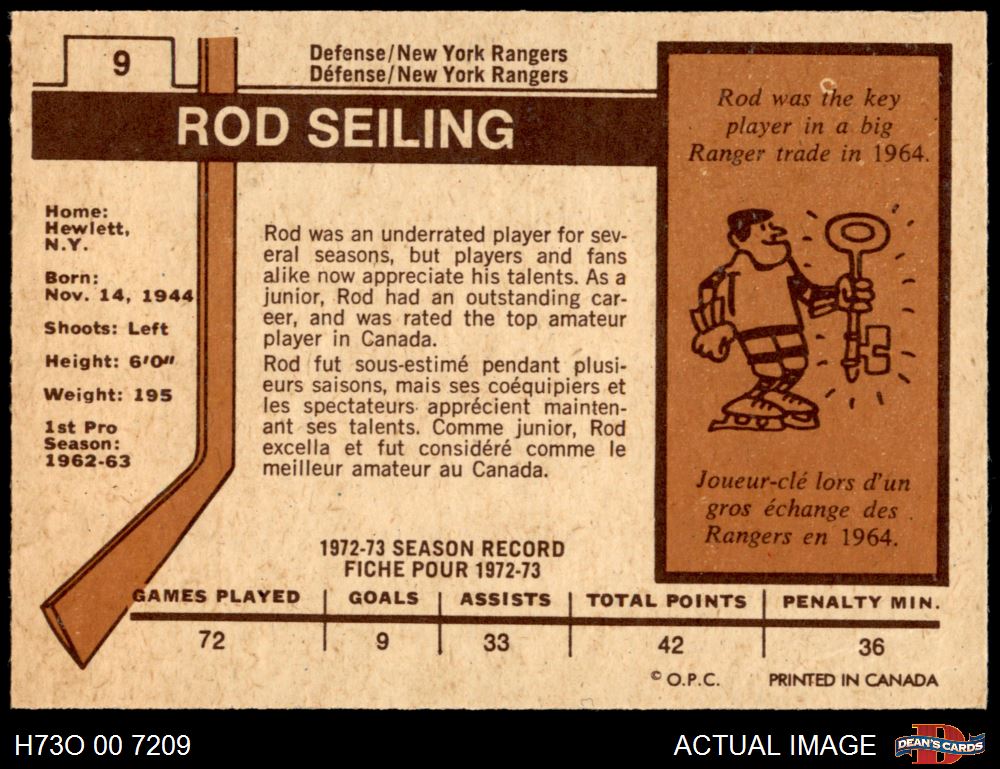 9
Defense/New York Rangers
Défense/New York Rangers
ROD SEILING
Home:
Hewlett,
N.Y.
Born:
Nov. 14, 1944
Shoots: Left
Height: 6'0"
Weight: 195
1st Pro
Season:
1962-63
Rod was an underrated player for sev-
eral seasons, but players and fans
alike now appreciate his talents. As a
junior, Rod had an outstanding car-
eer, and was rated the top amateur
player in Canada.
Rod fut sous-estimé pendant plusi-
eurs saisons, mais ses coéquipiers et
les spectateurs apprécient mainten-
ant ses talents. Comme junior, Rod
excella et fut considéré comme le
meilleur amateur au Canada.
Rod was the key
player in a big
Ranger trade in 1964.
Joueur-clé lors d'un
gros échange des
Rangers en 1964.
1972-73 SEASON RECORD
FICHE POUR 1972-73
GAMES PLAYED GOALS ASSISTS TOTAL POINTS PENALTY MIN.
72 9 33 42 36
© O.P.C. PRINTED IN CANADA
H73O 00 7209 ACTUAL IMAGE D DEAN'S CARDS